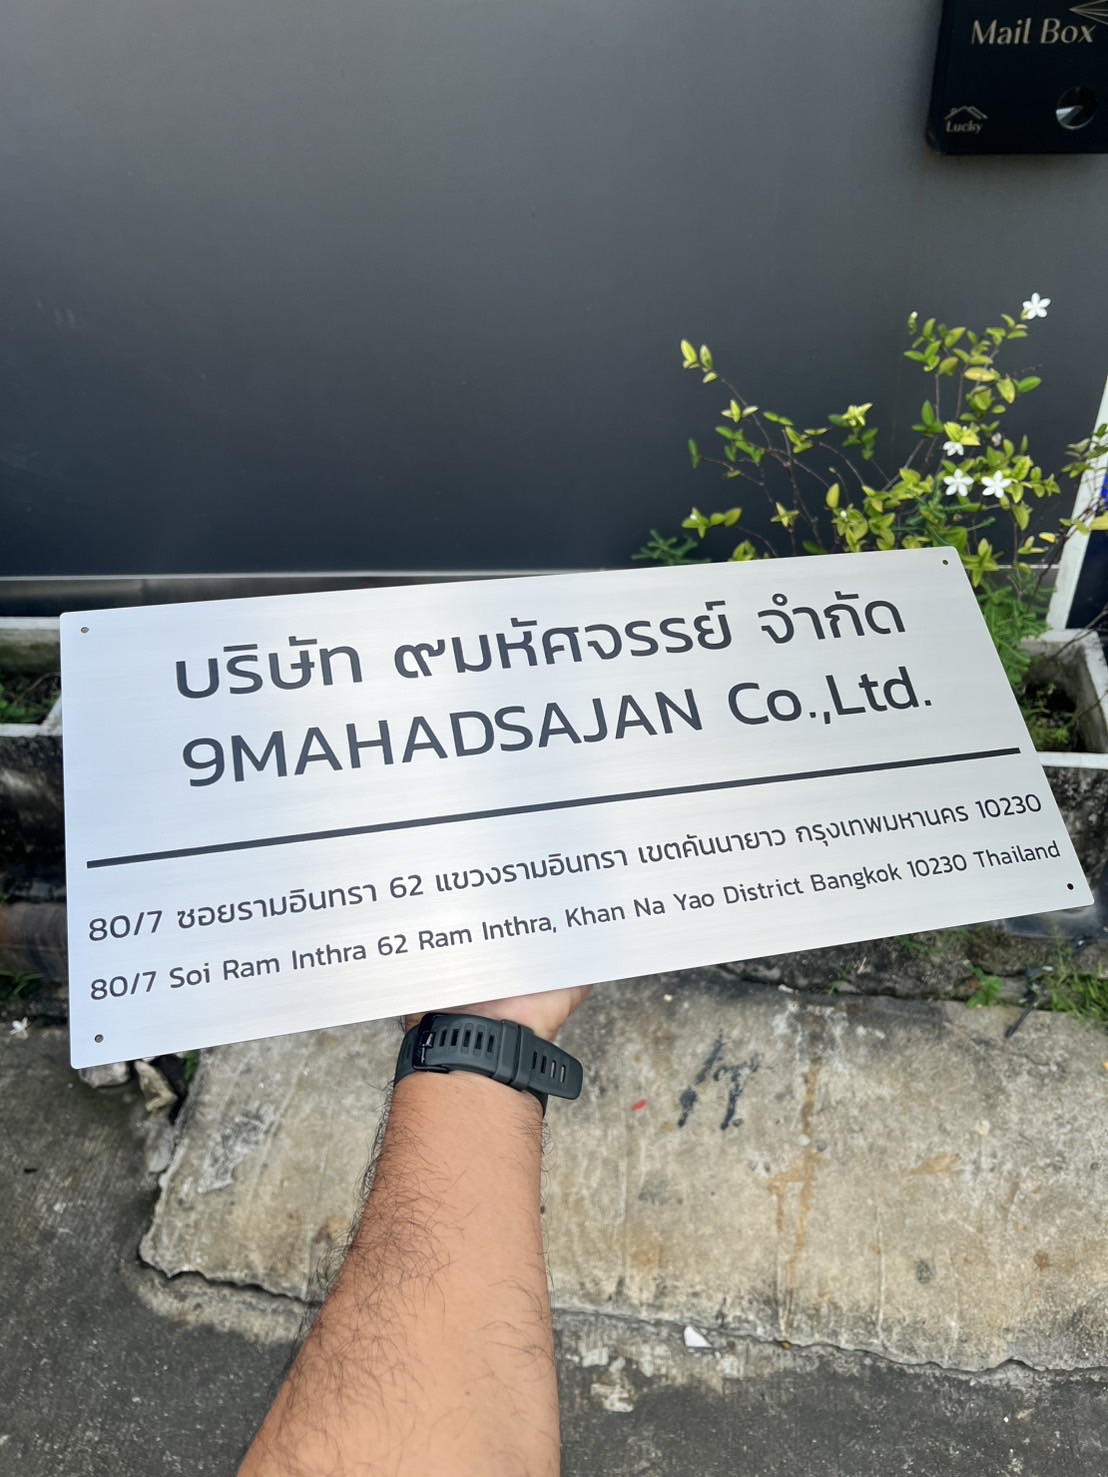 Mail Box
Lucky
บริษัท ๙มหัศจรรย์ จำกัด
9MAHADSAJAN Co.,Ltd.
80/7 ซอยรามอินทรา 62 แขวงรามอินทรา เขตคันนายาว กรุงเทพมหานคร 10230
80/7 Soi Ram Inthra 62 Ram Inthra, Khan Na Yao District Bangkok 10230 Thailand